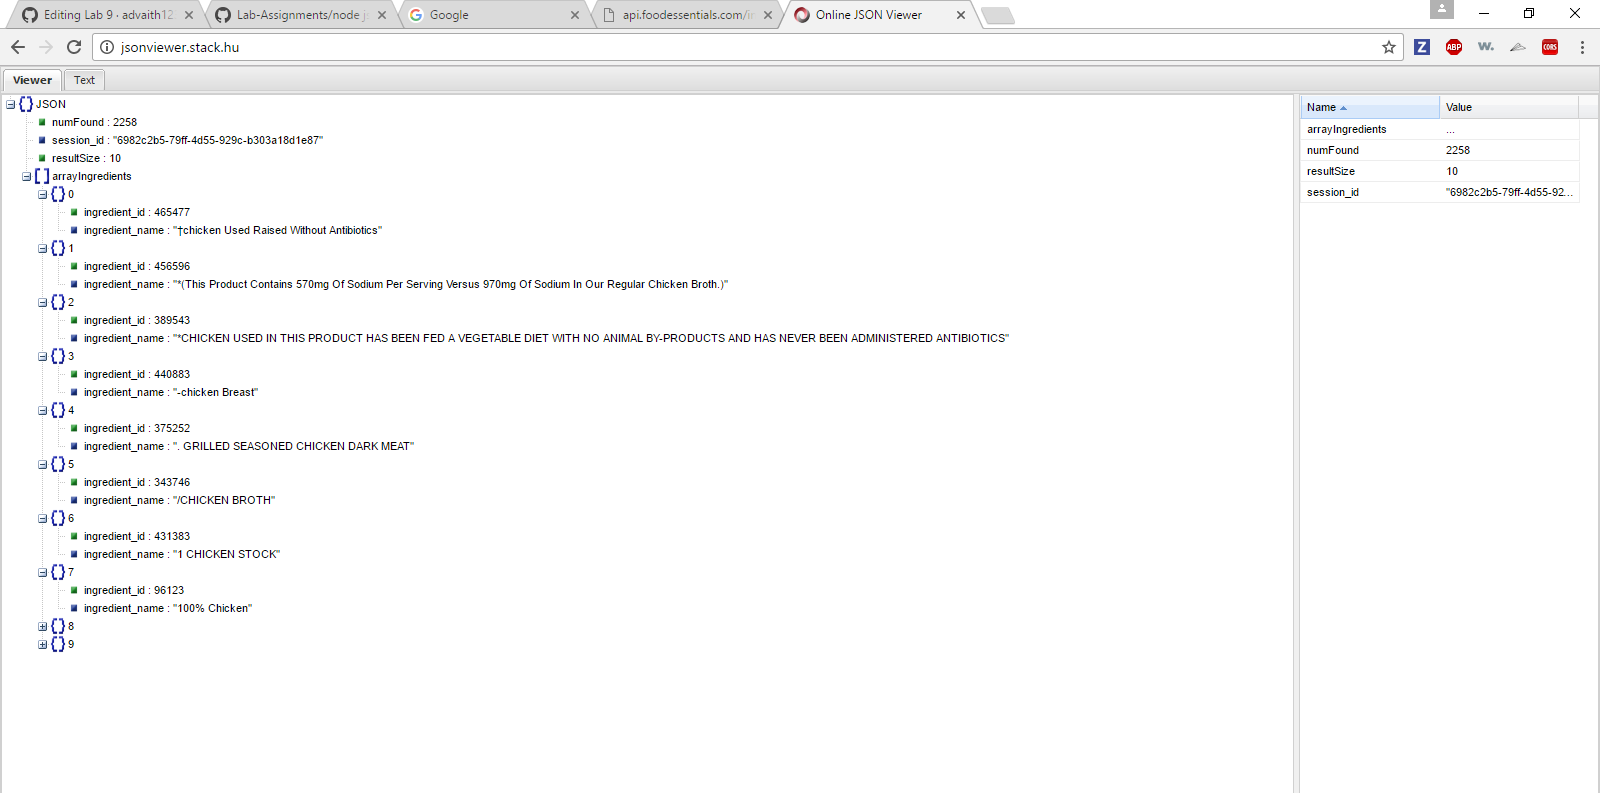 Editing Lab 9 · advaith12
Lab-Assignments/node js
Google
api.foodessentials.com/in
Online JSON Viewer
jsonviewer.stack.hu
Z
ABP
w.
CORS
Viewer
Text
{} JSON
numFound : 2258
session_id : "6982c2b5-79ff-4d55-929c-b303a18d1e87"
resultSize : 10
[] arrayIngredients
{} 0
ingredient_id : 465477
ingredient_name : "†chicken Used Raised Without Antibiotics"
{} 1
ingredient_id : 456596
ingredient_name : "*(This Product Contains 570mg Of Sodium Per Serving Versus 970mg Of Sodium In Our Regular Chicken Broth.)"
{} 2
ingredient_id : 389543
ingredient_name : "*CHICKEN USED IN THIS PRODUCT HAS BEEN FED A VEGETABLE DIET WITH NO ANIMAL BY-PRODUCTS AND HAS NEVER BEEN ADMINISTERED ANTIBIOTICS"
{} 3
ingredient_id : 440883
ingredient_name : "-chicken Breast"
{} 4
ingredient_id : 375252
ingredient_name : ". GRILLED SEASONED CHICKEN DARK MEAT"
{} 5
ingredient_id : 343746
ingredient_name : "/CHICKEN BROTH"
{} 6
ingredient_id : 431383
ingredient_name : "1 CHICKEN STOCK"
{} 7
ingredient_id : 96123
ingredient_name : "100% Chicken"
{} 8
{} 9
Name Value
arrayIngredients ...
numFound 2258
resultSize 10
session_id "6982c2b5-79ff-4d55-92...